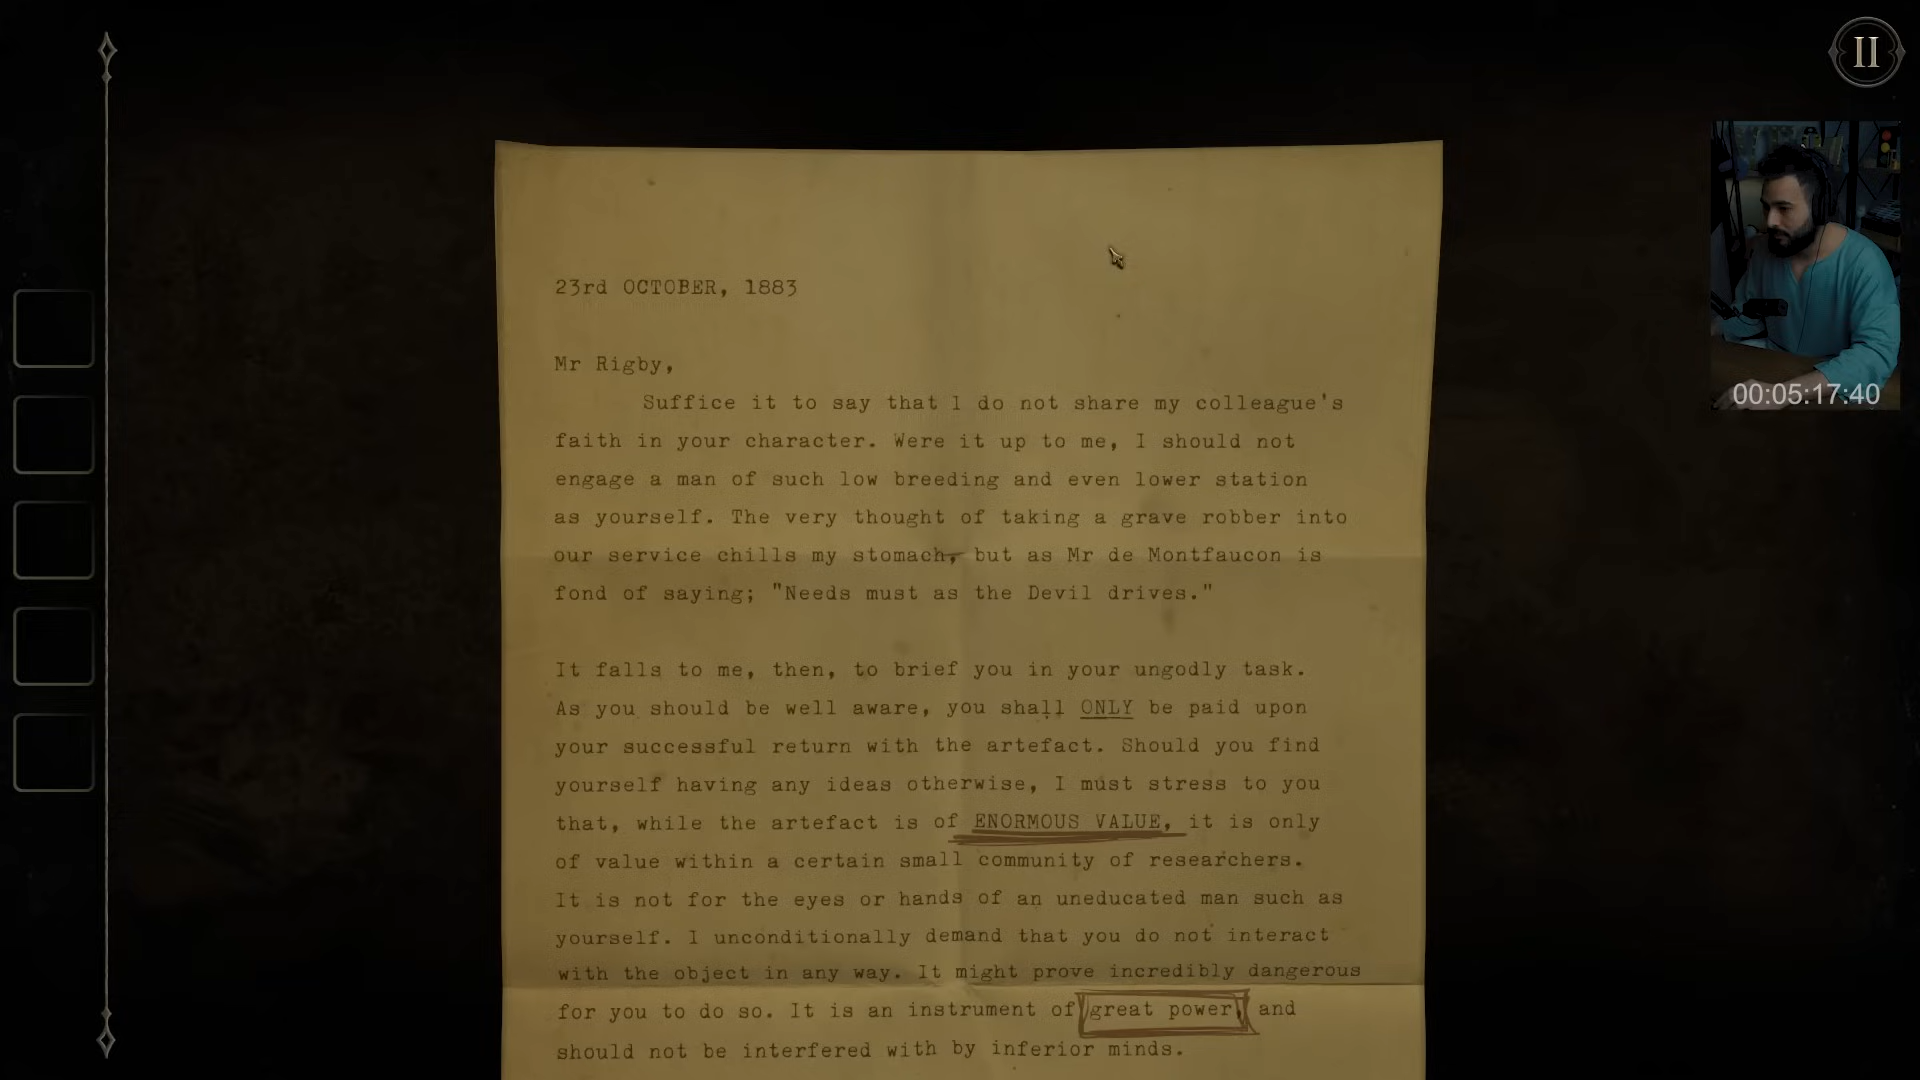 II
23rd OCTOBER, 1883
Mr Rigby,
Suffice it to say that I do not share my colleague's
faith in your character. Were it up to me, I should not
engage a man of such low breeding and even lower station
as yourself. The very thought of taking a grave robber into
our service chills my stomach, but as Mr de Montfaucon is
fond of saying; "Needs must as the Devil drives."
It falls to me, then, to brief you in your ungodly task.
As you should be well aware, you shall ONLY be paid upon
your successful return with the artefact. Should you find
yourself having any ideas otherwise, I must stress to you
that, while the artefact is of ENORMOUS VALUE, it is only
of value within a certain small community of researchers.
It is not for the eyes or hands of an uneducated man such as
yourself. I unconditionally demand that you do not interact
with the object in any way. It might prove incredibly dangerous
for you to do so. It is an instrument of great power, and
should not be interfered with by inferior minds.
00:05:17:40